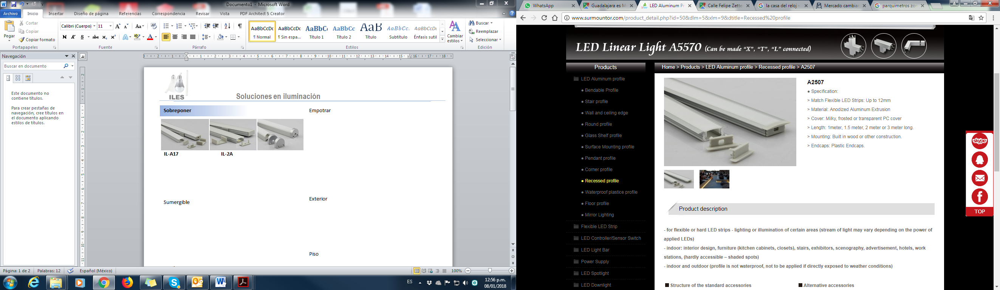 Documento1 - Microsoft Word
Archivo
Inicio
Insertar
Diseño de página
Referencias
Correspondencia
Revisar
Vista
PDF Architect 5 Creator
Pegar
Cortar
Copiar
Copiar formato
Portapapeles
Calibri (Cuerpo)
11
Fuente
Párrafo
AaBbCcDc
¶ Normal
AaBbCcDc
¶ Sin espa...
AaBbC
Título 1
AaBbCc
Título 2
AaB
Título
AaBbCc.
Subtítulo
AaBbCcDc
Énfasis sutil
Estilos
Cambiar
estilos
Buscar
Reemplazar
Seleccionar
Edición
Navegación
Buscar en documento
Este documento no
contiene títulos.
Para crear pestañas de
navegación, cree títulos en
el documento aplicando
estilos de títulos.
ILES
Soluciones en iluminación
Sobreponer
Empotrar
IL-A17
IL-2A
Sumergible
Exterior
Piso
Página: 1 de 2
Palabras: 12
Español (México)
100%
ES
12:56 p.m.
08/01/2018
WhatsApp
Guadalajara es M
LED Aluminum Pr
Calle Felipe Zette
la casa del reloj -
Mercado cambiar
parquimetros zon
www.surmountor.com/product_detail.php?id=50&dlm=5&xlm=9&dtitle=Recessed%20profile
LED Linear Light A5570 (Can be made “X”, “T”, “L” connected)
Products
LED Aluminum profile
● Bendable Profile
● Stair profile
● Wall and ceiling edge
● Round profile
● Glass Shelf profile
● Surface Mounting profile
● Pendant profile
● Corner profile
● Recessed profile
● Waterproof plastice profile
● Floor profile
● Mirror Lighting
Flexible LED Strip
LED Controller/Sensor Switch
LED Light Bar
Power Supply
LED Spotlight
LED Downlight
Home > Products > LED Aluminum profile > Recessed profile > A2507
A2507
● Specification:
> Match Flexible LED Strips: Up to 12mm
> Material: Anodized Aluminum Extrusion
> Cover: Milky, frosted or transparent PC cover
> Length: 1meter, 1.5 meter, 2 meter or 3 meter long.
> Mounting: Built in wood or other construction.
> Endcaps: Plastic Endcaps.
Product description
- for flexible or hard LED strips - lighting or illumination of certain areas (stream of light may vary depending on the power of
applied LEDs)
- indoor: interior design, furniture (kitchen cabinets, closets), stairs, exhibitors, scenography, advertisement, hotels, work
stations, (hardly accessible – shaded spots)
- indoor and outdoor (profile is not waterproof, not to be applied if directly exposed to weather conditions)
■ Structure of the standard accessories
■ Alternative accessories
skype
TOP